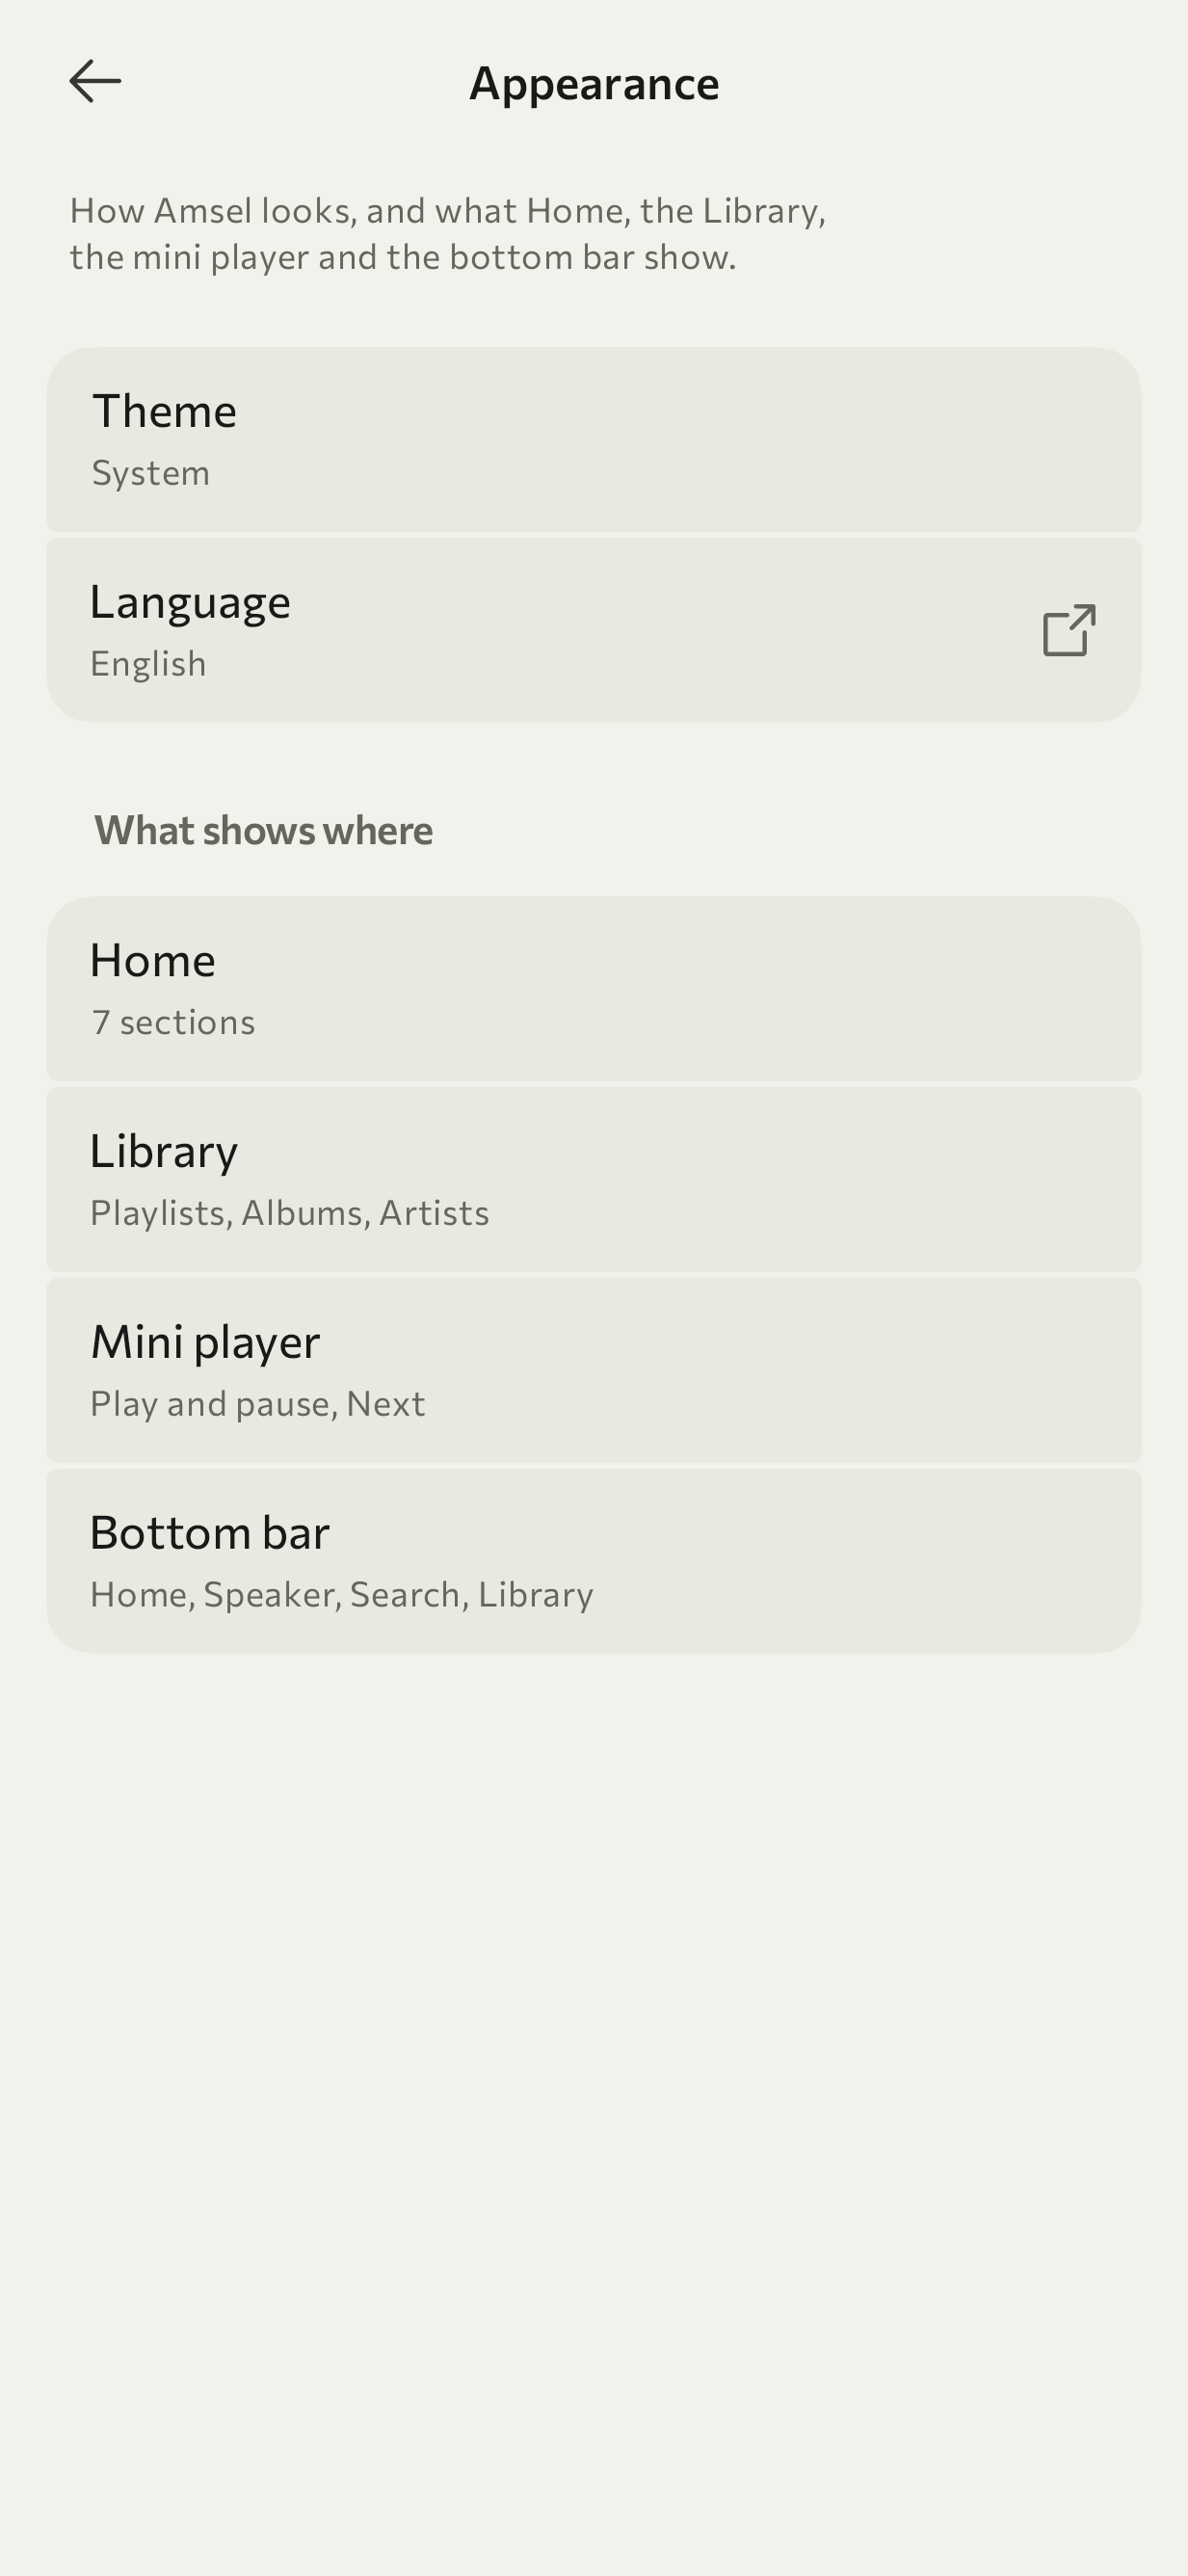 Appearance
How Amsel looks, and what Home, the Library,
the mini player and the bottom bar show.
Theme
System
Language
English
What shows where
Home
7 sections
Library
Playlists, Albums, Artists
Mini player
Play and pause, Next
Bottom bar
Home, Speaker, Search, Library